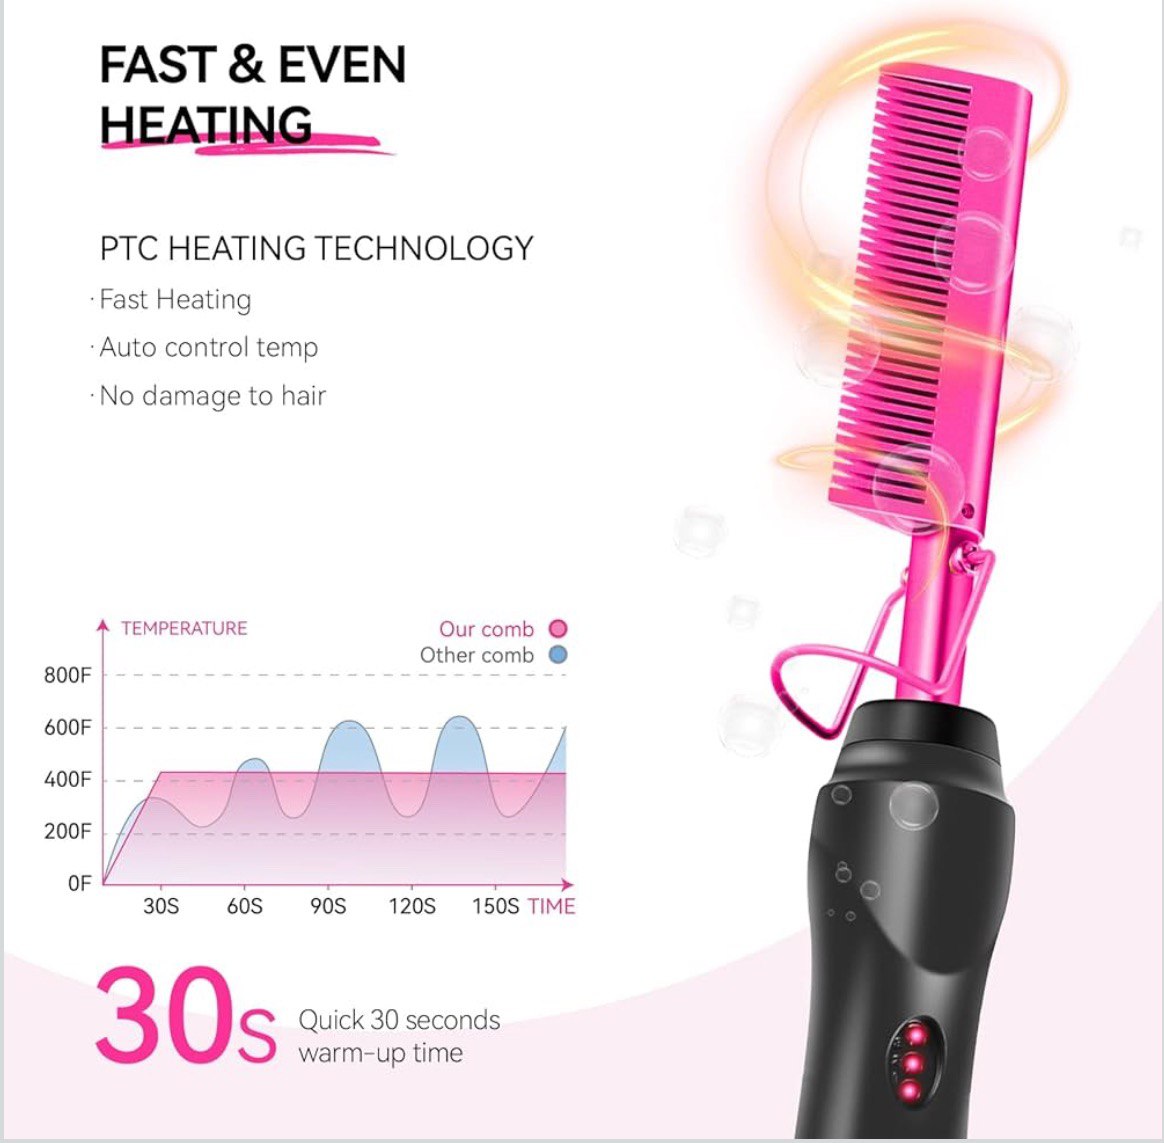 FAST & EVEN
HEATING
PTC HEATING TECHNOLOGY
· Fast Heating
· Auto control temp
· No damage to hair
TEMPERATURE
Our comb
Other comb
800F
600F
400F
200F
0F
30S 60S 90S 120S 150S TIME
30s
Quick 30 seconds
warm-up time